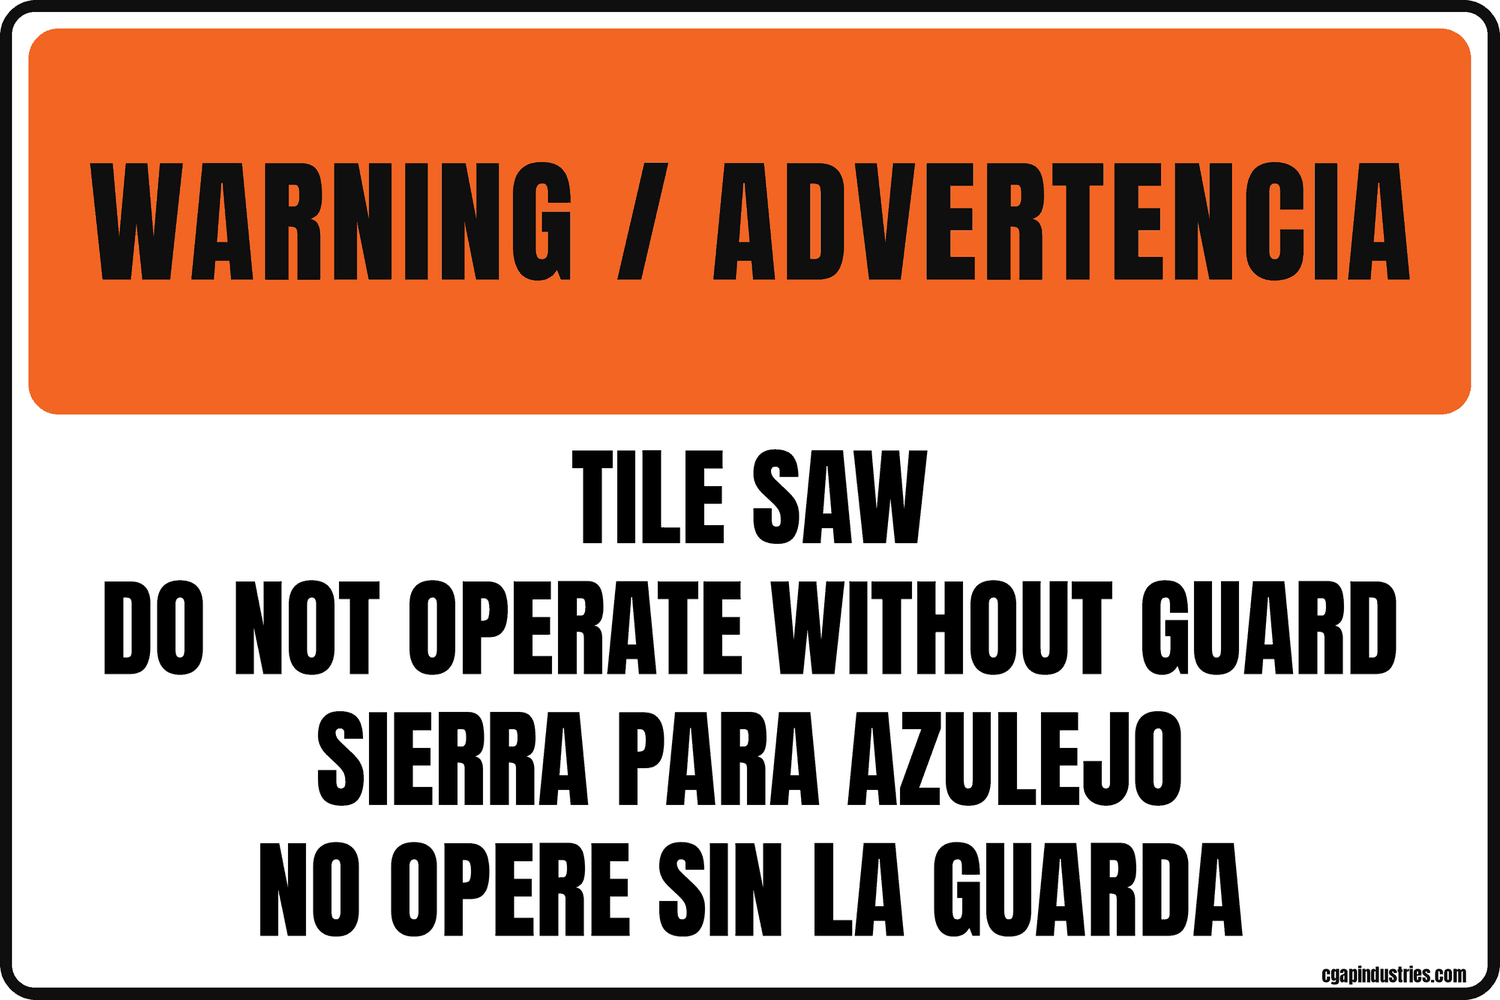 WARNING / ADVERTENCIA
TILE SAW
DO NOT OPERATE WITHOUT GUARD
SIERRA PARA AZULEJO
NO OPERE SIN LA GUARDA
cgapindustries.com